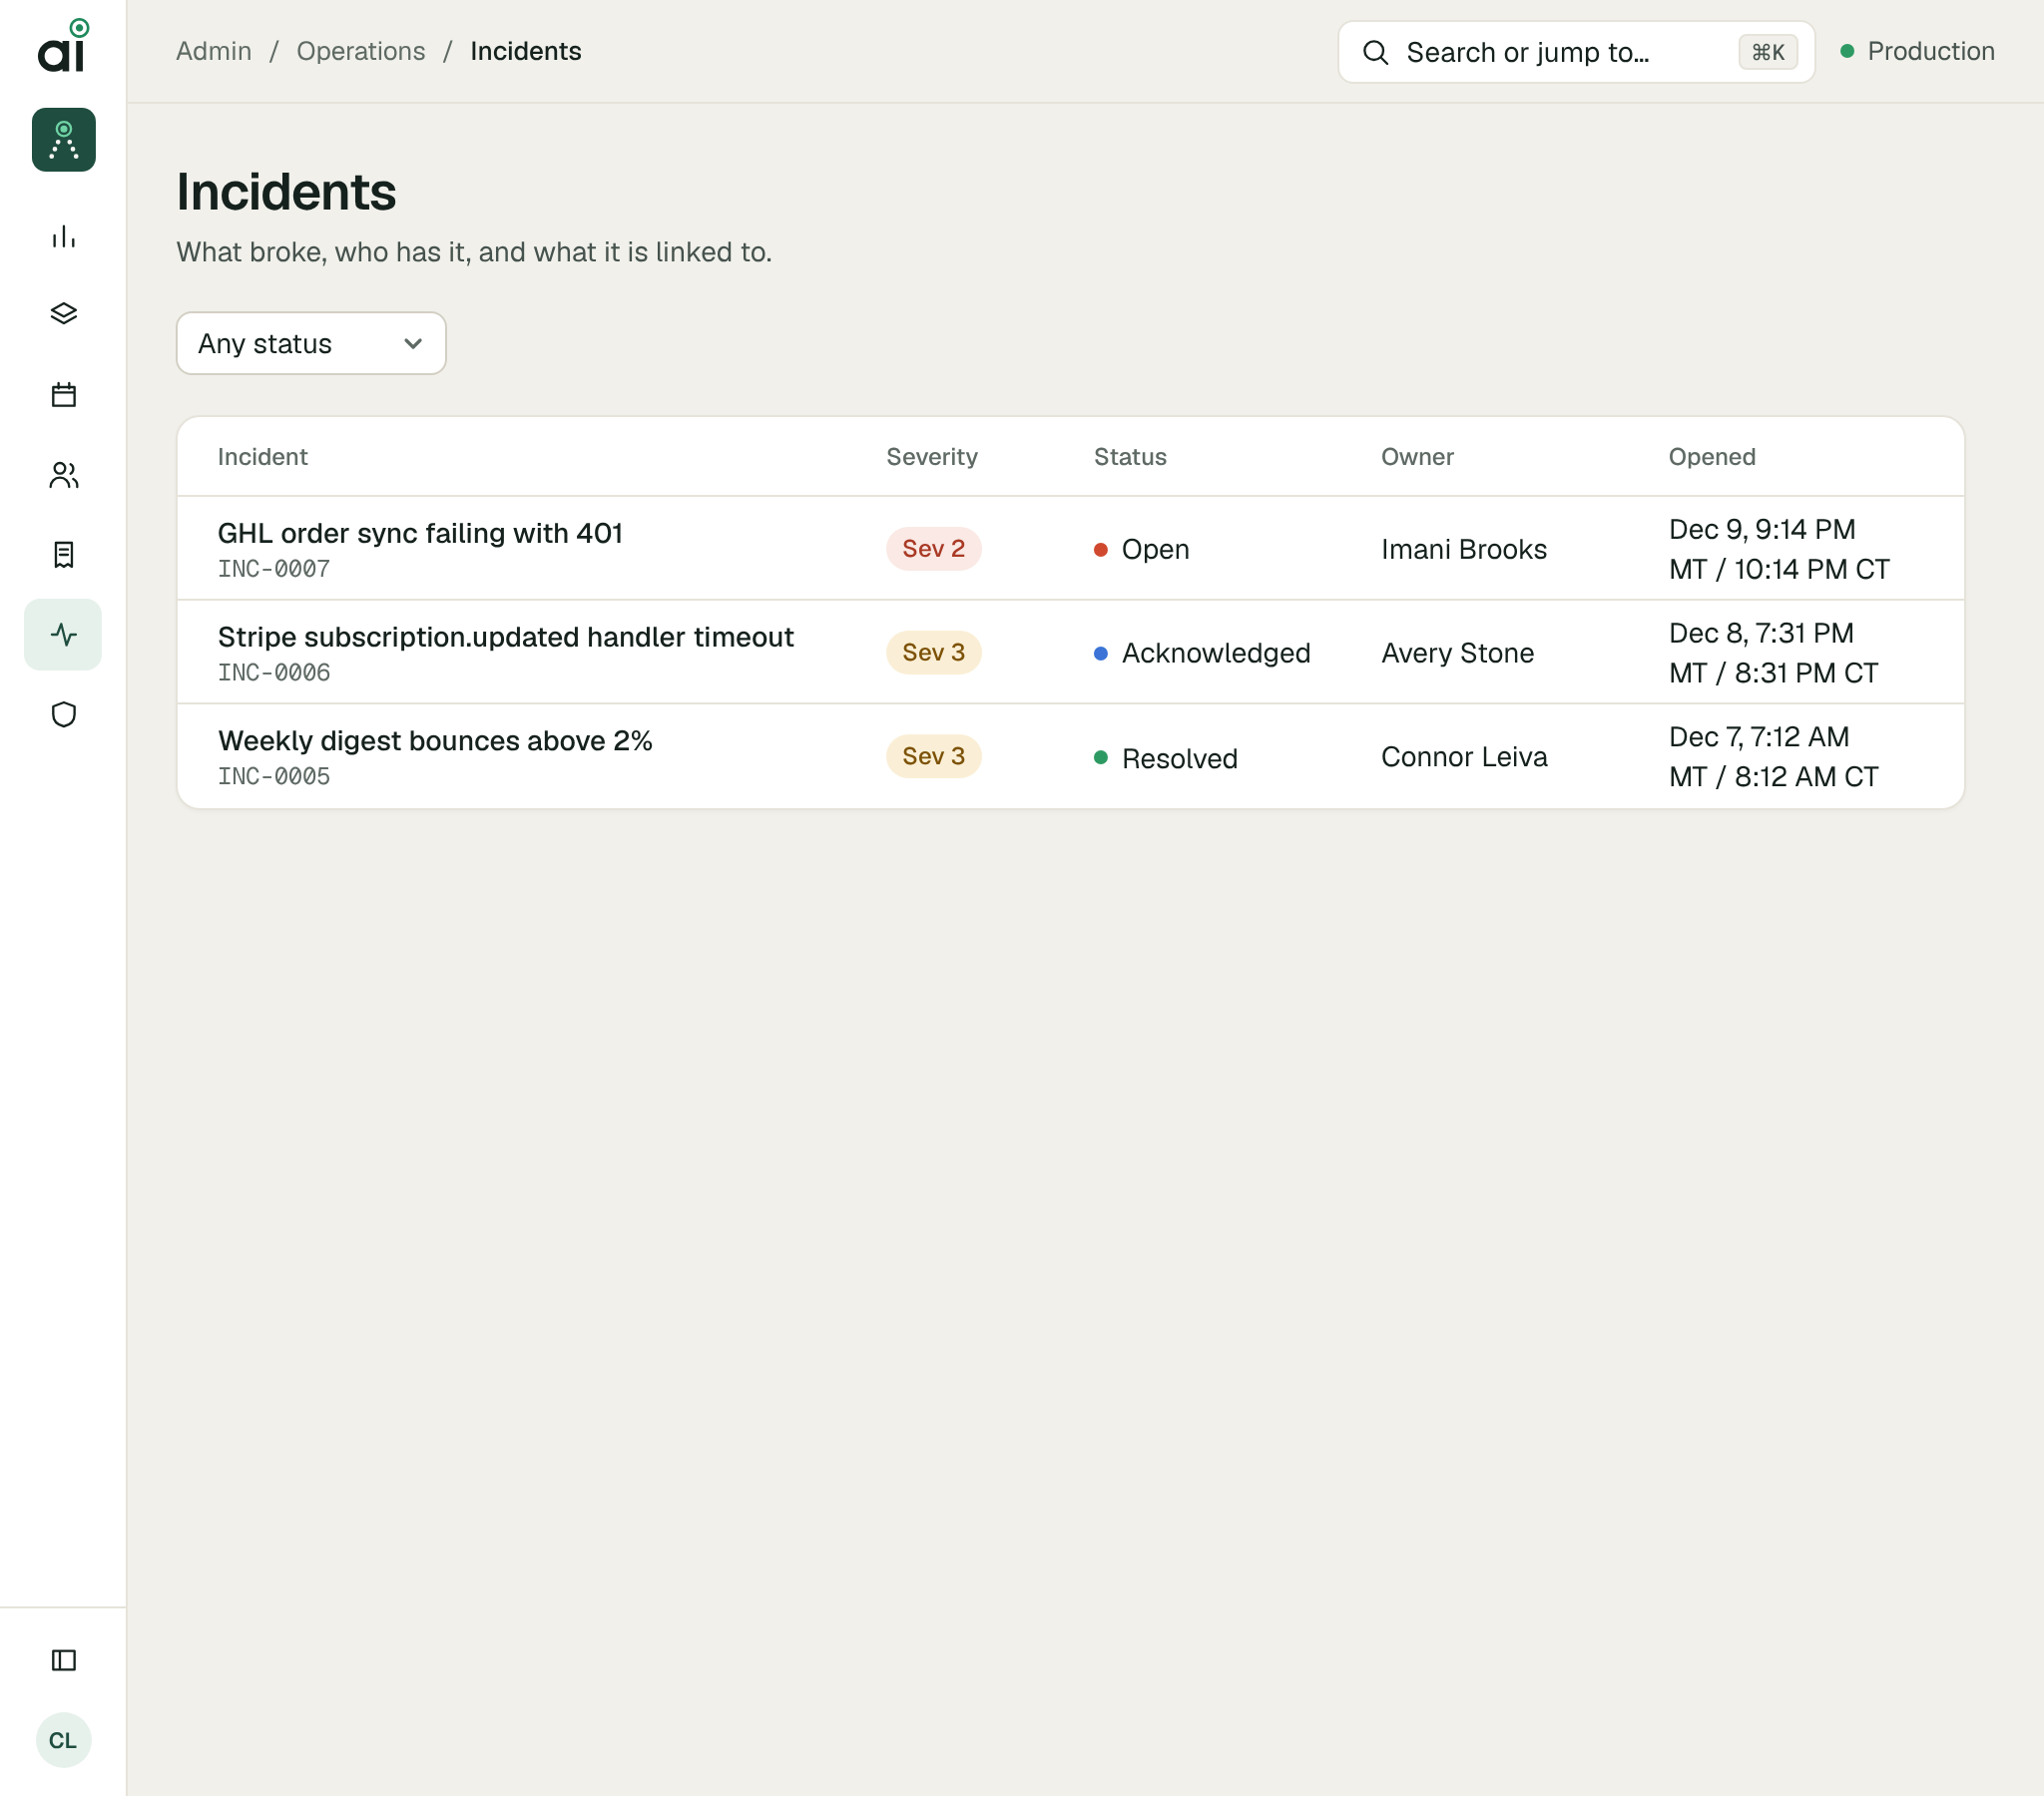 ai
Admin / Operations / Incidents
Search or jump to… ⌘K
Production
Incidents
What broke, who has it, and what it is linked to.
Any status
Incident Severity Status Owner Opened
GHL order sync failing with 401
INC-0007
Sev 2
Open
Imani Brooks
Dec 9, 9:14 PM
MT / 10:14 PM CT
Stripe subscription.updated handler timeout
INC-0006
Sev 3
Acknowledged
Avery Stone
Dec 8, 7:31 PM
MT / 8:31 PM CT
Weekly digest bounces above 2%
INC-0005
Sev 3
Resolved
Connor Leiva
Dec 7, 7:12 AM
MT / 8:12 AM CT
CL